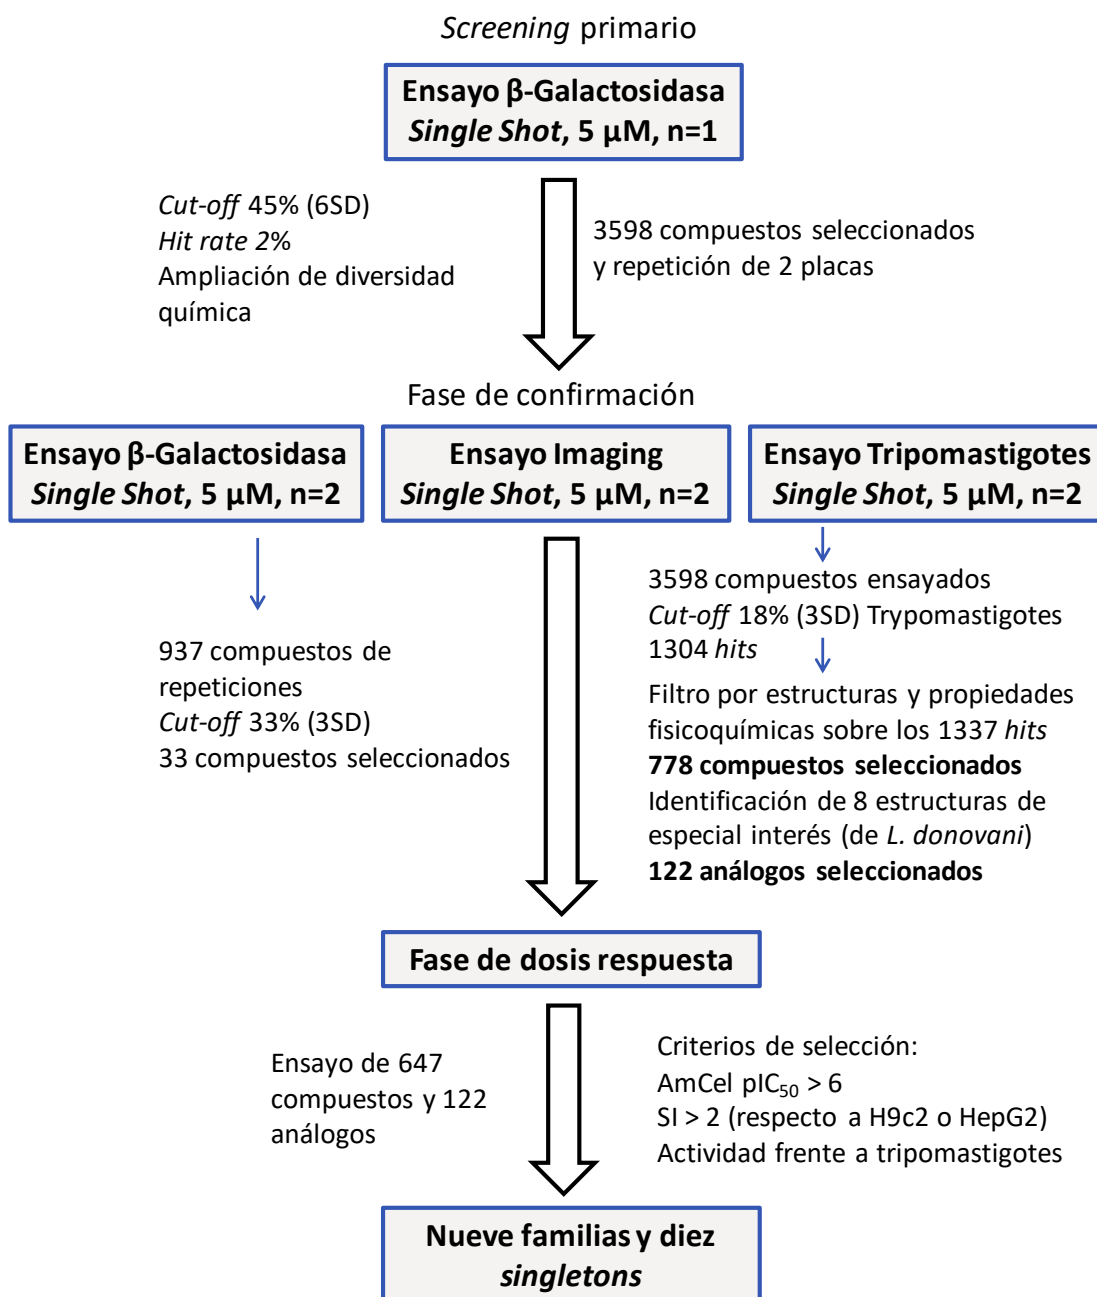 Screening primario
Ensayo β-Galactosidasa
Single Shot, 5 µM, n=1
Cut-off 45% (6SD)
Hit rate 2%
Ampliación de diversidad
química
3598 compuestos seleccionados
y repetición de 2 placas
Fase de confirmación
Ensayo β-Galactosidasa
Single Shot, 5 µM, n=2
Ensayo Imaging
Single Shot, 5 µM, n=2
Ensayo Tripomastigotes
Single Shot, 5 µM, n=2
937 compuestos de
repeticiones
Cut-off 33% (3SD)
33 compuestos seleccionados
3598 compuestos ensayados
Cut-off 18% (3SD) Trypomastigotes
1304 hits
Filtro por estructuras y propiedades
fisicoquímicas sobre los 1337 hits
778 compuestos seleccionados
Identificación de 8 estructuras de
especial interés (de L. donovani)
122 análogos seleccionados
Fase de dosis respuesta
Ensayo de 647
compuestos y 122
análogos
Criterios de selección:
AmCel pIC₅₀ > 6
SI > 2 (respecto a H9c2 o HepG2)
Actividad frente a tripomastigotes
Nueve familias y diez
singletons